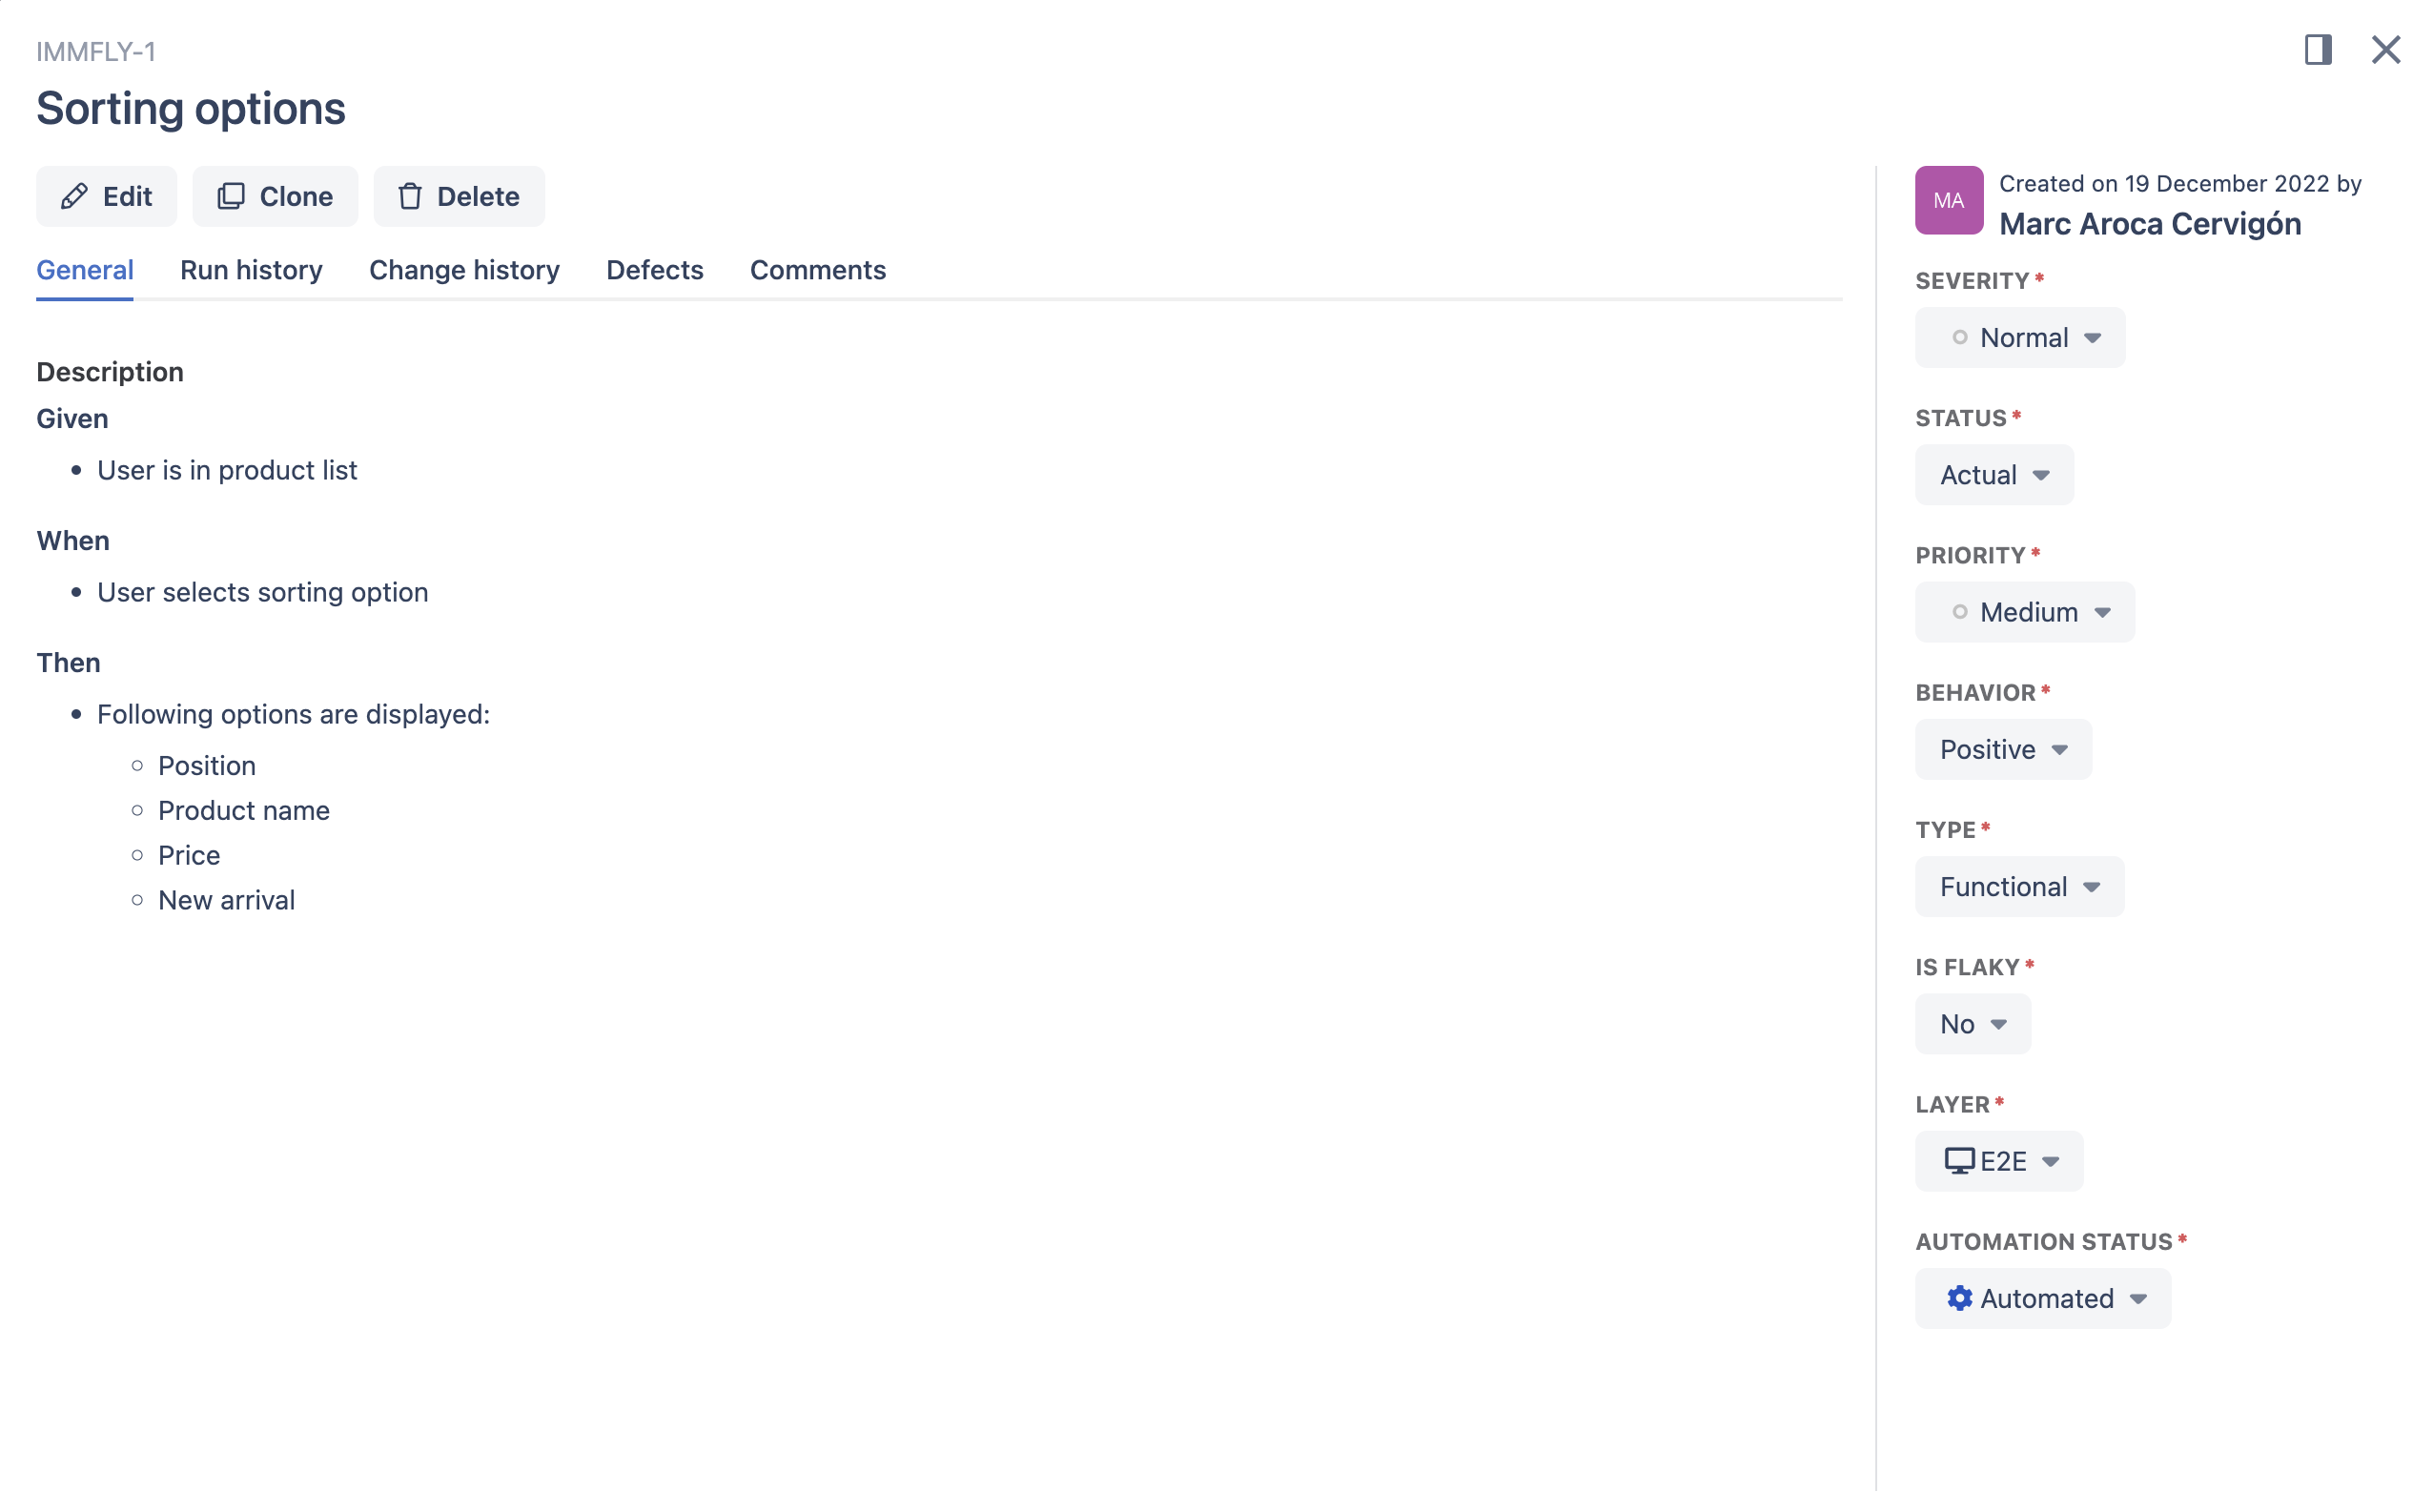 IMMFLY-1
Sorting options
Edit
Clone
Delete
General
Run history
Change history
Defects
Comments
Description
Given
User is in product list
When
User selects sorting option
Then
Following options are displayed:
Position
Product name
Price
New arrival
MA
Created on 19 December 2022 by
Marc Aroca Cervigón
SEVERITY*
Normal
STATUS*
Actual
PRIORITY*
Medium
BEHAVIOR*
Positive
TYPE*
Functional
IS FLAKY*
No
LAYER*
E2E
AUTOMATION STATUS*
Automated